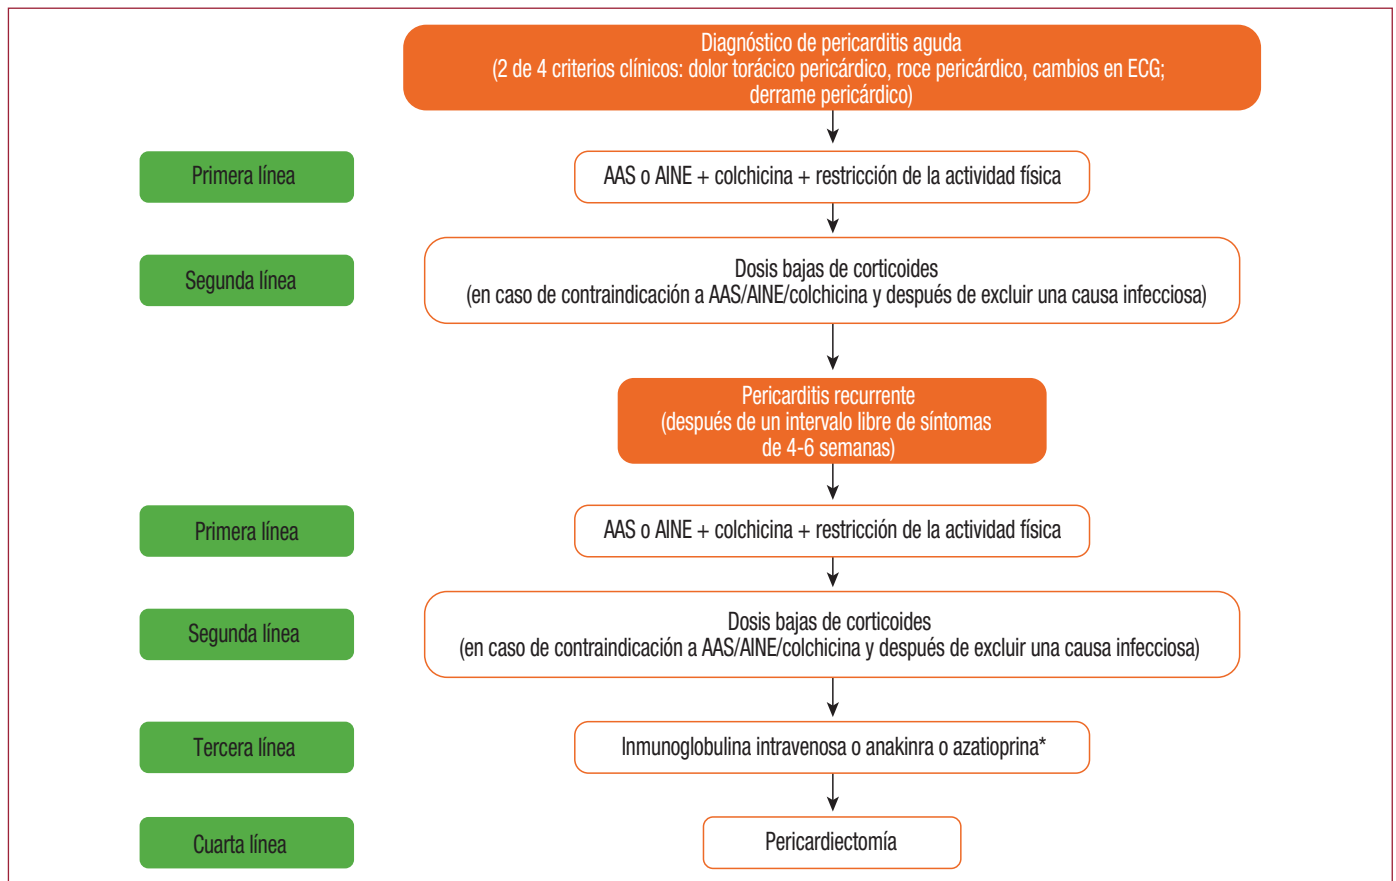 Diagnóstico de pericarditis aguda
(2 de 4 criterios clínicos: dolor torácico pericárdico, roce pericárdico, cambios en ECG;
derrame pericárdico)
Primera línea
AAS o AINE + colchicina + restricción de la actividad física
Segunda línea
Dosis bajas de corticoides
(en caso de contraindicación a AAS/AINE/colchicina y después de excluir una causa infecciosa)
Pericarditis recurrente
(después de un intervalo libre de síntomas
de 4-6 semanas)
Primera línea
AAS o AINE + colchicina + restricción de la actividad física
Segunda línea
Dosis bajas de corticoides
(en caso de contraindicación a AAS/AINE/colchicina y después de excluir una causa infecciosa)
Tercera línea
Inmunoglobulina intravenosa o anakinra o azatioprina*
Cuarta línea
Pericardiectomía